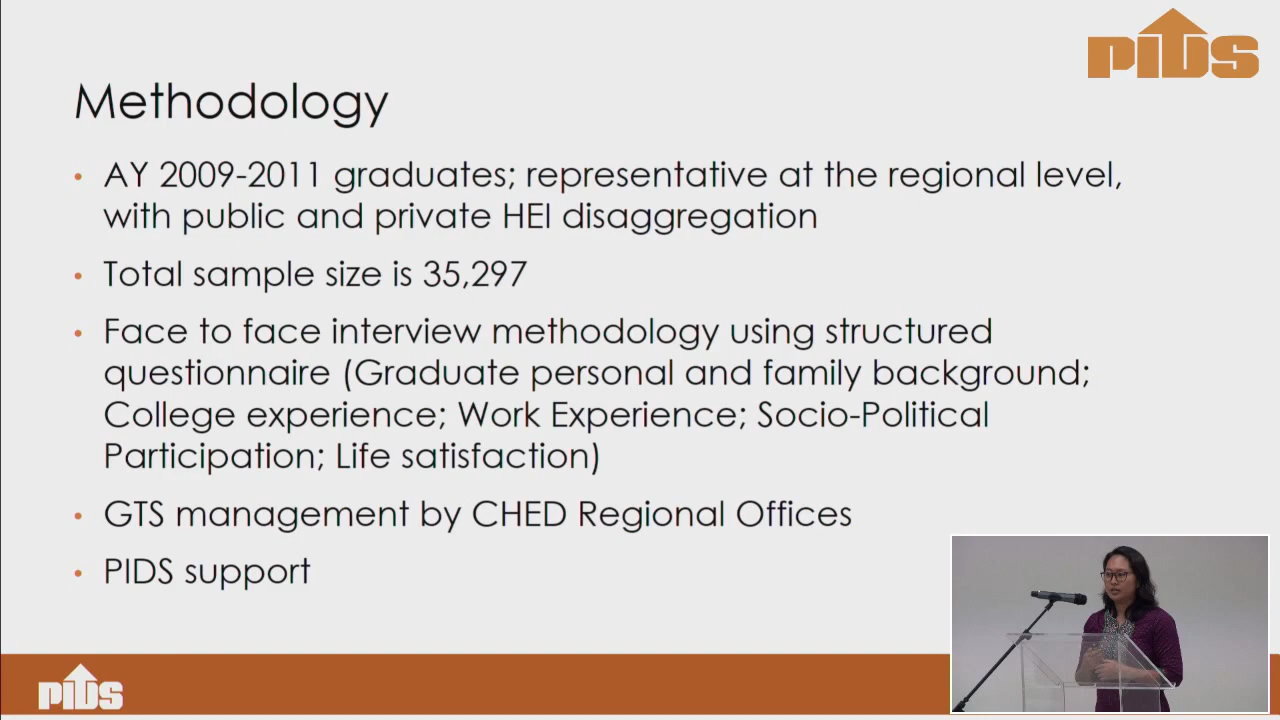 PIDS
Methodology
• AY 2009-2011 graduates; representative at the regional level,
with public and private HEI disaggregation
• Total sample size is 35,297
• Face to face interview methodology using structured
questionnaire (Graduate personal and family background;
College experience; Work Experience; Socio-Political
Participation; Life satisfaction)
• GTS management by CHED Regional Offices
• PIDS support
PIDS